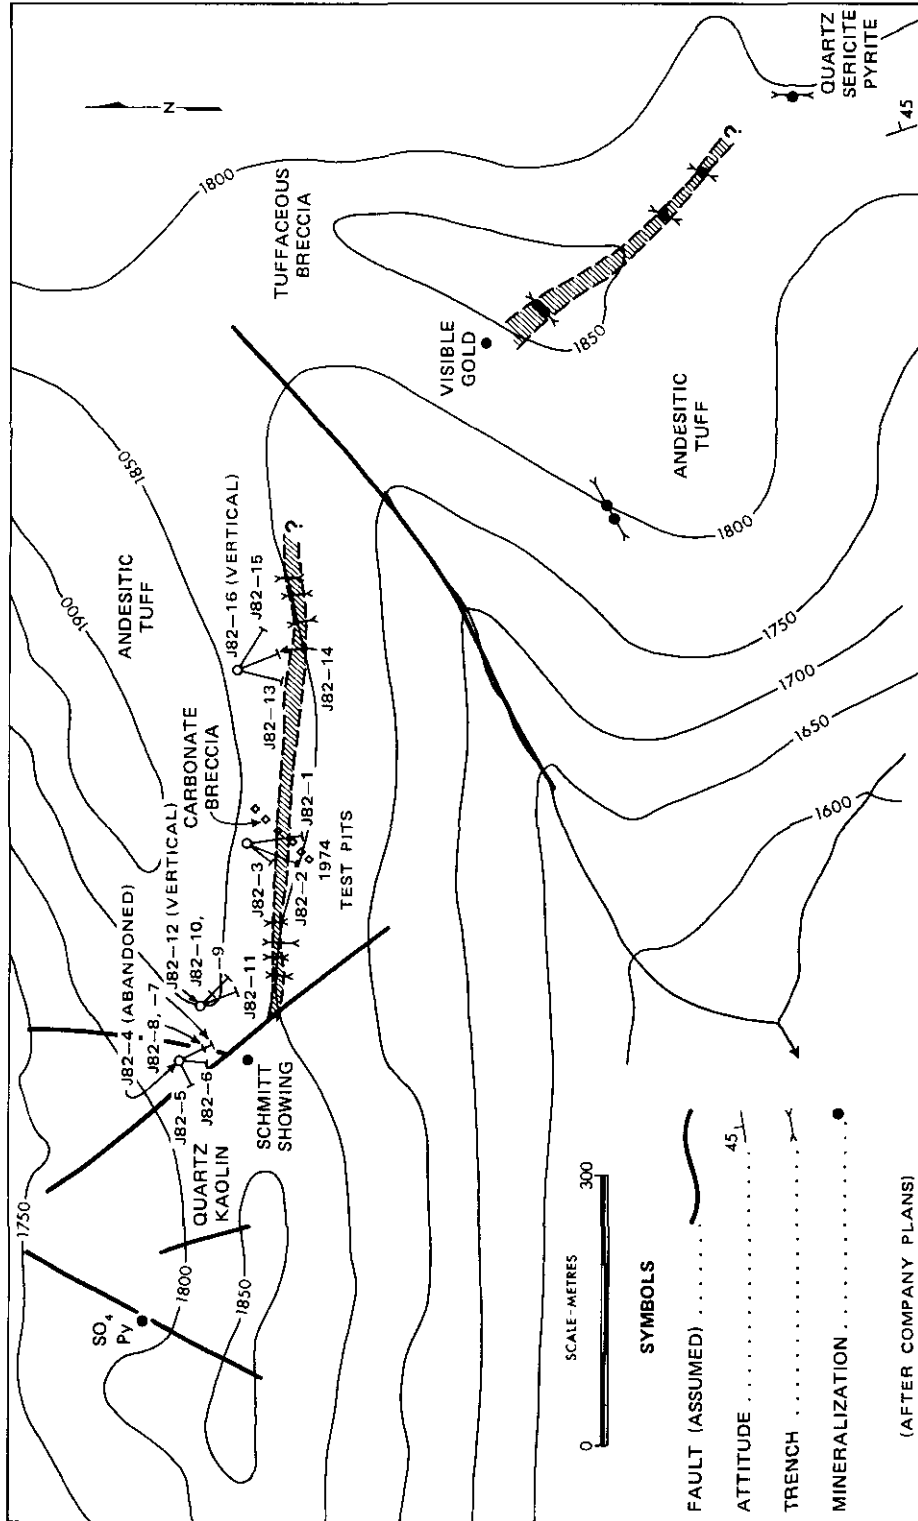 1750
SO4
Py
1800
1850
QUARTZ
KAOLIN
J82-5
J82-6
J82-4 (ABANDONED)
J82-8, -7
SCHMITT
SHOWING
J82-12 (VERTICAL)
J82-10,
-9
J82-11
CARBONATE
BRECCIA
J82-3
J82-2
J82-1
1974
TEST PITS
1900
ANDESITIC
TUFF
1850
J82-16 (VERTICAL)
J82-15
J82-13
J82-14
?
1800
TUFFACEOUS
BRECCIA
N
VISIBLE
GOLD
1850
?
QUARTZ
SERICITE
PYRITE
45
ANDESITIC
TUFF
1800
1750
1700
1650
1600
0
300
SCALE-METRES
SYMBOLS
FAULT (ASSUMED) . . . . . .
ATTITUDE . . . . . . . . . . . . . 45
TRENCH . . . . . . . . . . . . . .
MINERALIZATION . . . . . . . . .
(AFTER COMPANY PLANS)